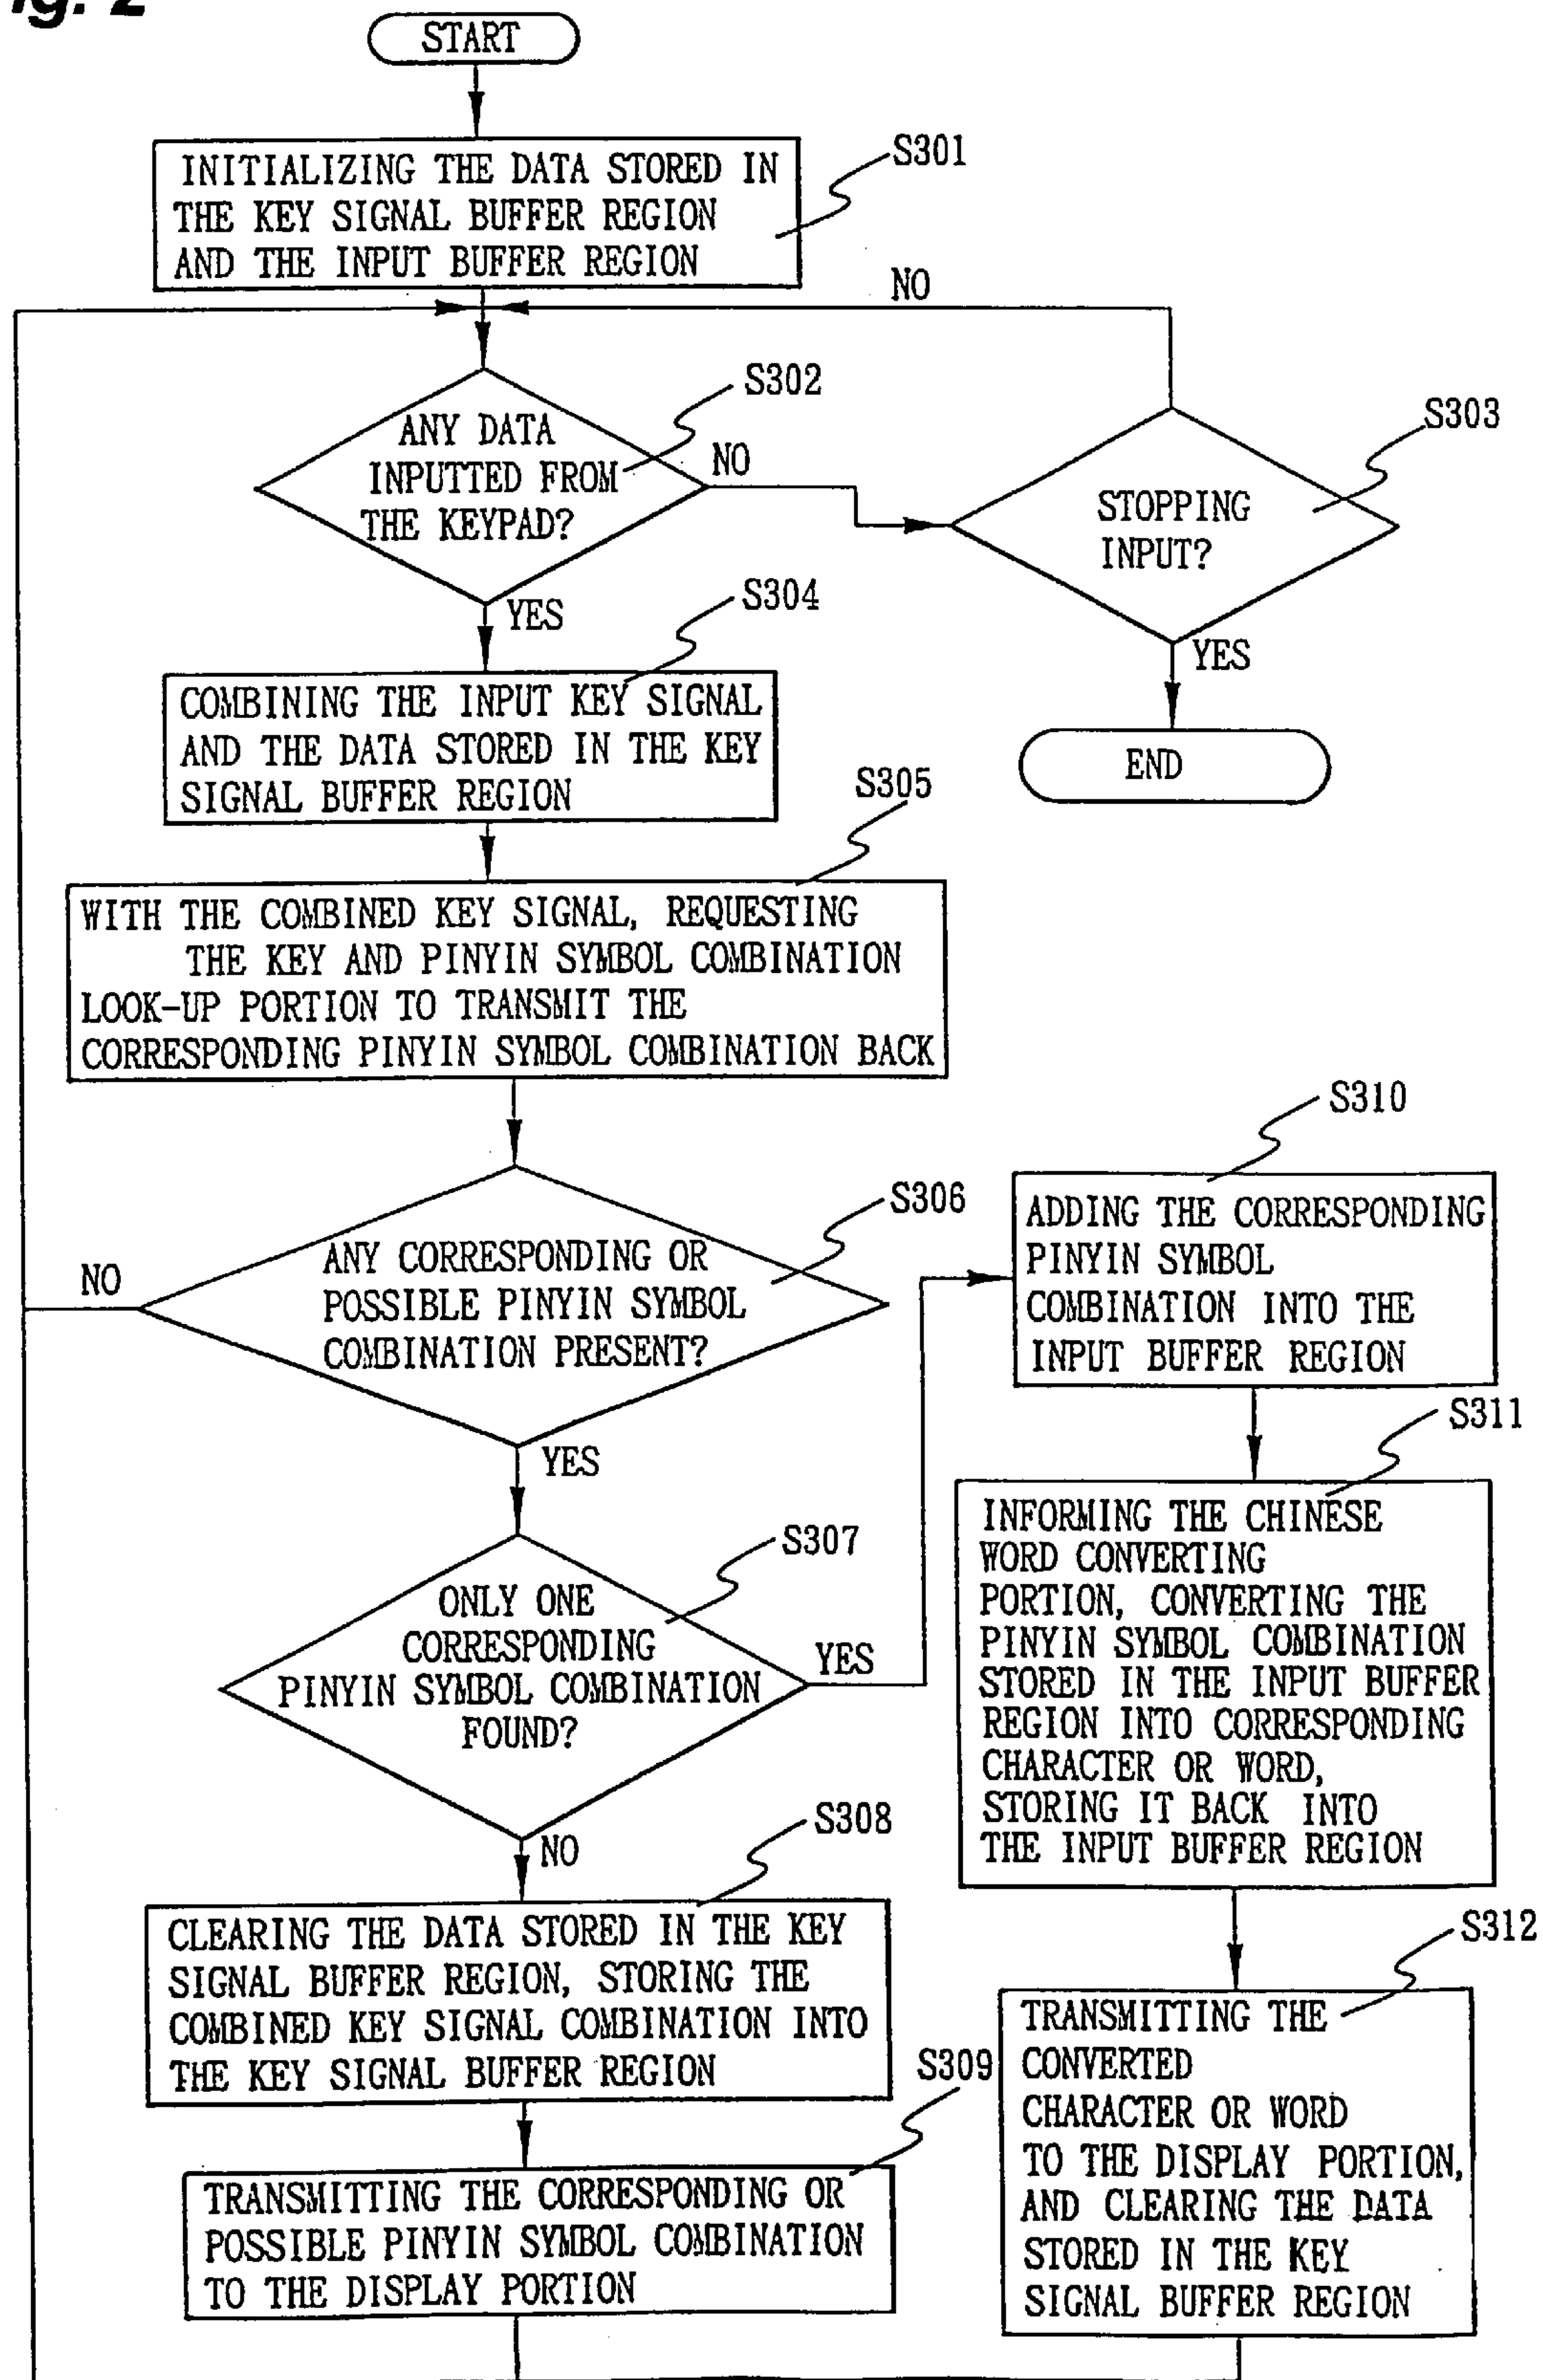 ig. 2
START
INITIALIZING THE DATA STORED IN
THE KEY SIGNAL BUFFER REGION
AND THE INPUT BUFFER REGION
S301
NO
S302
ANY DATA
INPUTTED FROM
THE KEYPAD?
NO
S303
STOPPING
INPUT?
YES
YES
END
S304
COMBINING THE INPUT KEY SIGNAL
AND THE DATA STORED IN THE KEY
SIGNAL BUFFER REGION
S305
WITH THE COMBINED KEY SIGNAL, REQUESTING
THE KEY AND PINYIN SYMBOL COMBINATION
LOOK-UP PORTION TO TRANSMIT THE
CORRESPONDING PINYIN SYMBOL COMBINATION BACK
S306
ANY CORRESPONDING OR
POSSIBLE PINYIN SYMBOL
COMBINATION PRESENT?
NO
YES
S307
ONLY ONE
CORRESPONDING
PINYIN SYMBOL COMBINATION
FOUND?
YES
NO
S308
CLEARING THE DATA STORED IN THE KEY
SIGNAL BUFFER REGION, STORING THE
COMBINED KEY SIGNAL COMBINATION INTO
THE KEY SIGNAL BUFFER REGION
S309
TRANSMITTING THE CORRESPONDING OR
POSSIBLE PINYIN SYMBOL COMBINATION
TO THE DISPLAY PORTION
S310
ADDING THE CORRESPONDING
PINYIN SYMBOL
COMBINATION INTO THE
INPUT BUFFER REGION
S311
INFORMING THE CHINESE
WORD CONVERTING
PORTION, CONVERTING THE
PINYIN SYMBOL COMBINATION
STORED IN THE INPUT BUFFER
REGION INTO CORRESPONDING
CHARACTER OR WORD,
STORING IT BACK INTO
THE INPUT BUFFER REGION
S312
TRANSMITTING THE
CONVERTED
CHARACTER OR WORD
TO THE DISPLAY PORTION,
AND CLEARING THE DATA
STORED IN THE KEY
SIGNAL BUFFER REGION